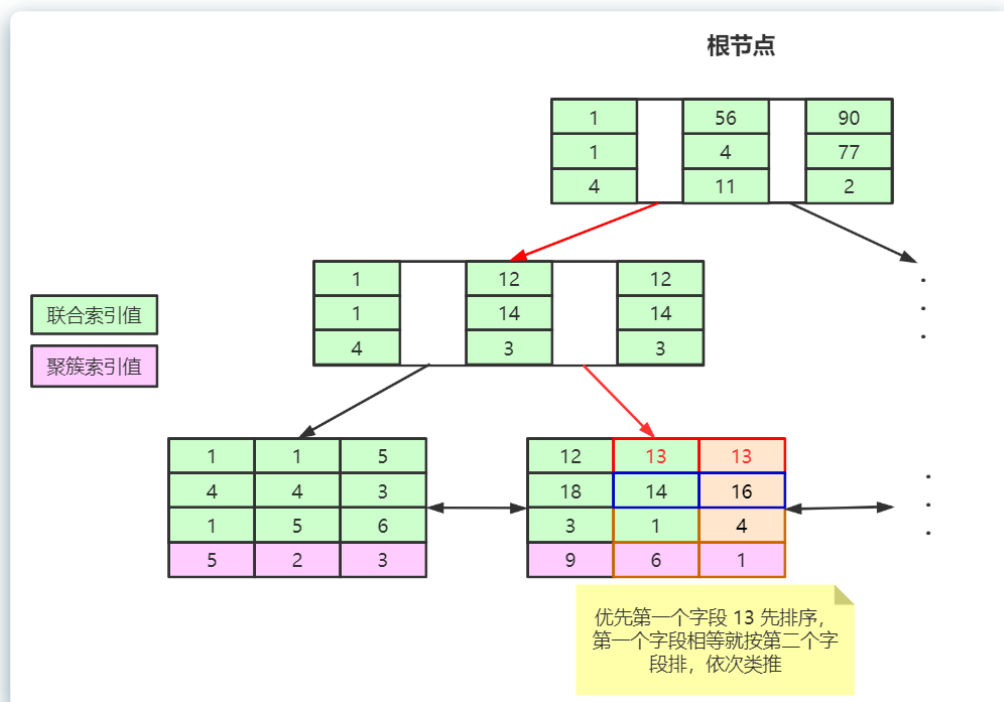 根节点
1 56 90
1 4 77
4 11 2
1 12 12
1 14 14
4 3 3
联合索引值
聚簇索引值
1 1 5 12 13 13
4 4 3 18 14 16
1 5 6 3 1 4
5 2 3 9 6 1
优先第一个字段 13 先排序，
第一个字段相等就按第二个字
段排，依次类推